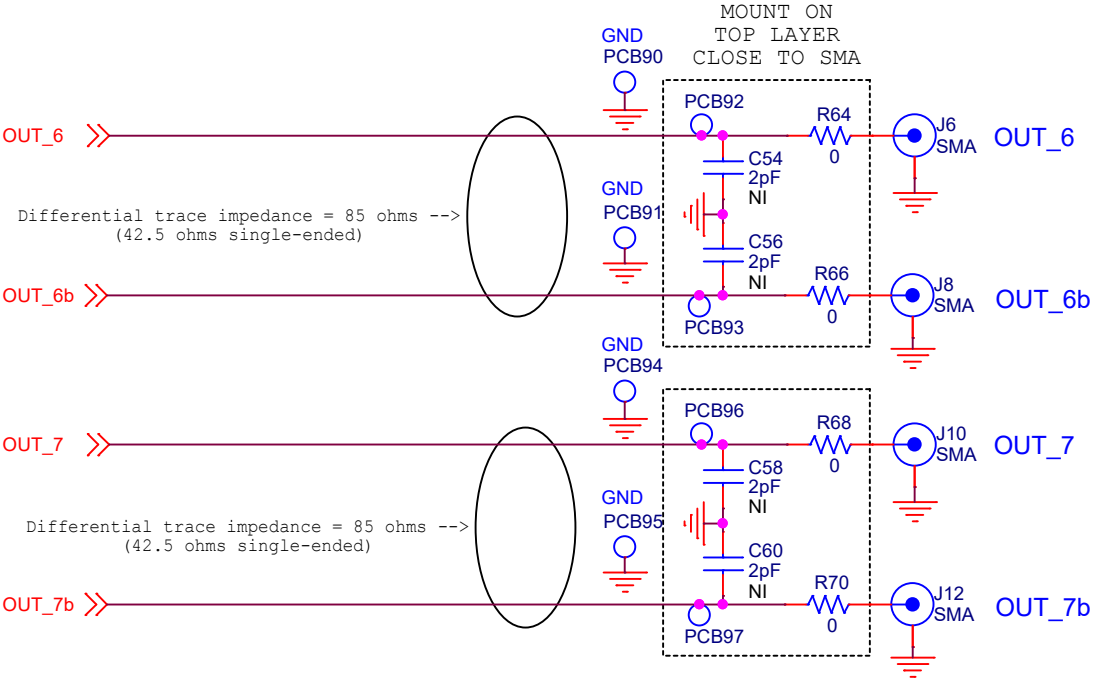 MOUNT ON
TOP LAYER
CLOSE TO SMA
GND
PCB90
PCB92
OUT_6
R64
0
J6
SMA
OUT_6
C54
2pF
NI
GND
PCB91
Differential trace impedance = 85 ohms -->
(42.5 ohms single-ended)
C56
2pF
NI
OUT_6b
R66
0
J8
SMA
OUT_6b
PCB93
GND
PCB94
PCB96
OUT_7
R68
0
J10
SMA
OUT_7
C58
2pF
NI
GND
PCB95
Differential trace impedance = 85 ohms -->
(42.5 ohms single-ended)
C60
2pF
NI
OUT_7b
R70
0
J12
SMA
OUT_7b
PCB97